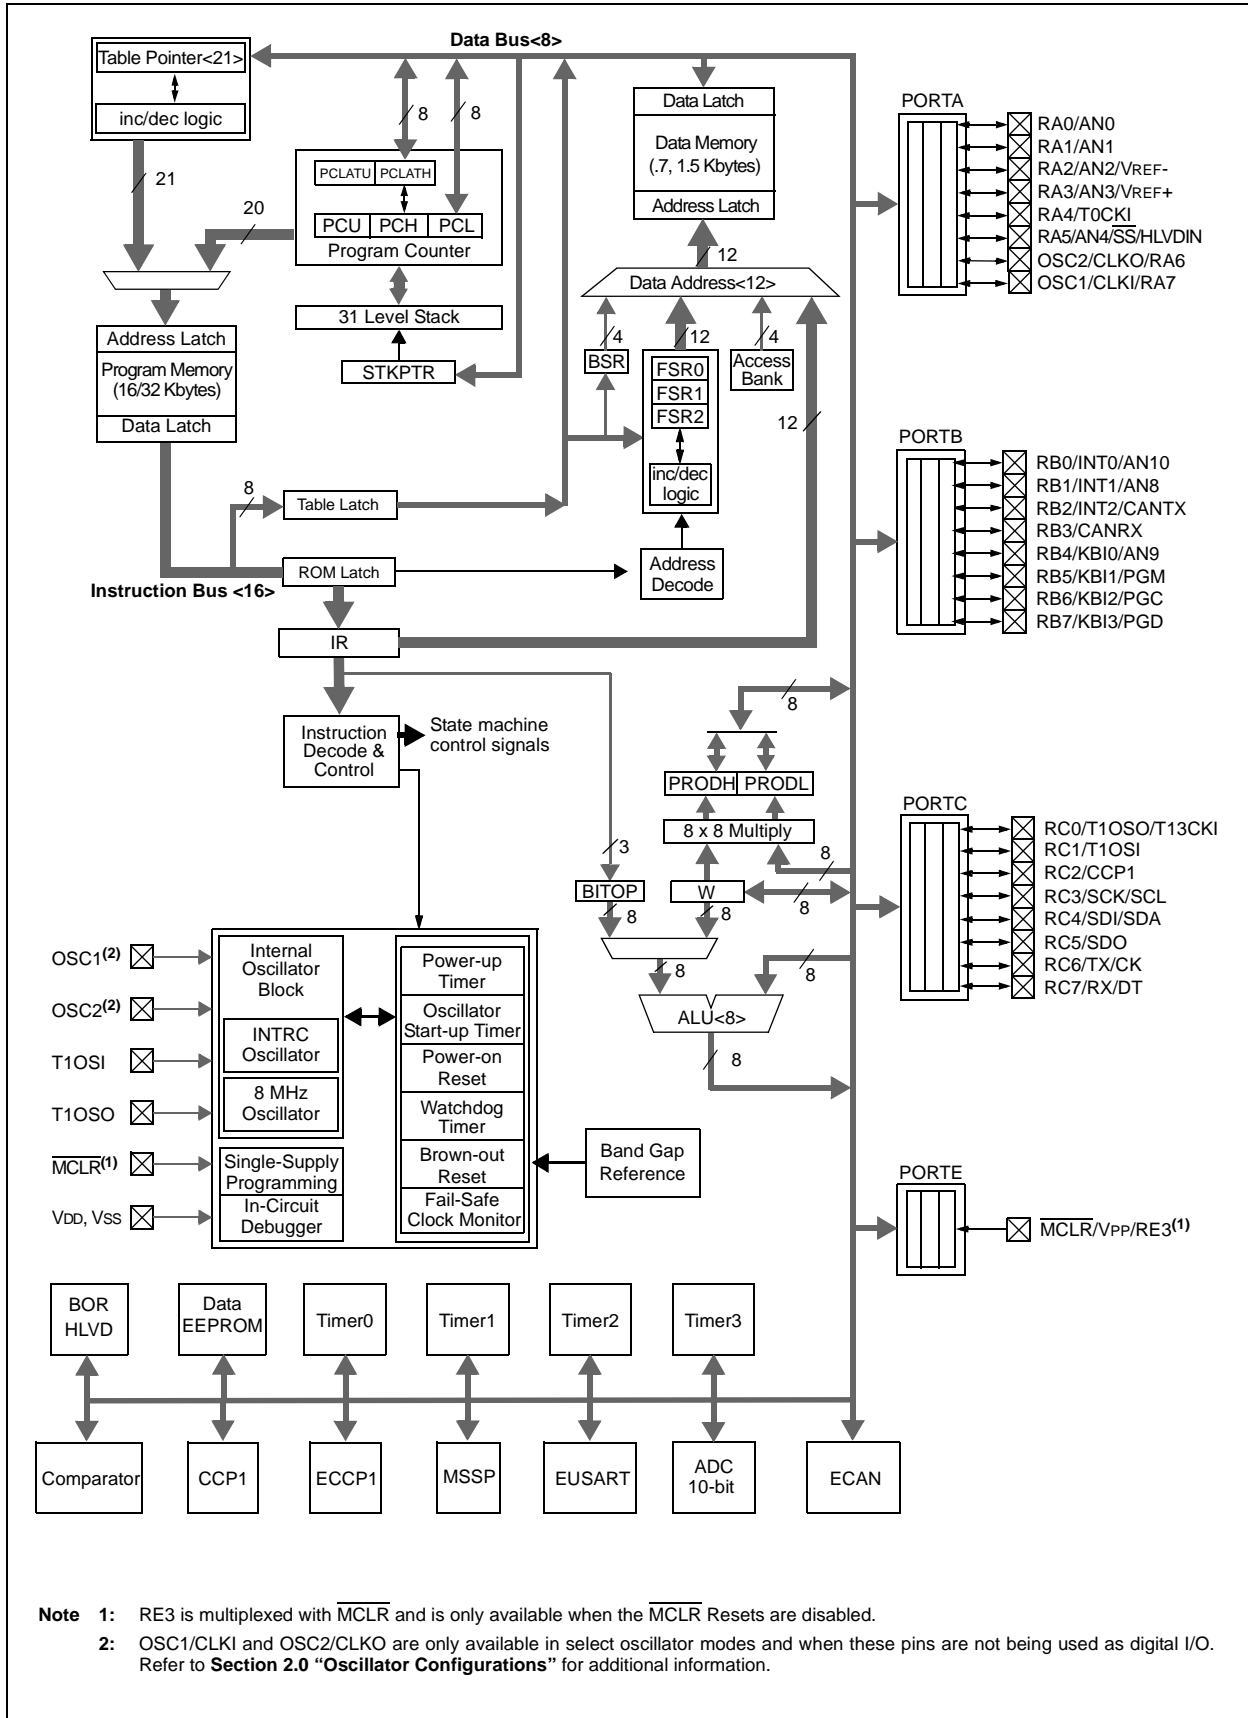 Data Bus<8>
Table Pointer<21>
inc/dec logic
21
20
8
8
PCLATU PCLATH
PCU PCH PCL
Program Counter
31 Level Stack
STKPTR
Address Latch
Program Memory
(16/32 Kbytes)
Data Latch
Data Latch
Data Memory
(.7, 1.5 Kbytes)
Address Latch
12
Data Address<12>
4
12
4
BSR
FSR0
FSR1
FSR2
inc/dec
logic
Access
Bank
12
8
Table Latch
ROM Latch
Instruction Bus <16>
Address
Decode
IR
Instruction
Decode &
Control
State machine
control signals
8
PRODH PRODL
8 x 8 Multiply
3
8
BITOP
W
8
8
8
8
8
ALU<8>
8
PORTA
RA0/AN0
RA1/AN1
RA2/AN2/VREF-
RA3/AN3/VREF+
RA4/T0CKI
RA5/AN4/SS/HLVDIN
OSC2/CLKO/RA6
OSC1/CLKI/RA7
PORTB
RB0/INT0/AN10
RB1/INT1/AN8
RB2/INT2/CANTX
RB3/CANRX
RB4/KBI0/AN9
RB5/KBI1/PGM
RB6/KBI2/PGC
RB7/KBI3/PGD
PORTC
RC0/T1OSO/T13CKI
RC1/T1OSI
RC2/CCP1
RC3/SCK/SCL
RC4/SDI/SDA
RC5/SDO
RC6/TX/CK
RC7/RX/DT
PORTE
MCLR/VPP/RE3(1)
OSC1(2)
OSC2(2)
T1OSI
T1OSO
MCLR(1)
VDD, VSS
Internal
Oscillator
Block
INTRC
Oscillator
8 MHz
Oscillator
Single-Supply
Programming
In-Circuit
Debugger
Power-up
Timer
Oscillator
Start-up Timer
Power-on
Reset
Watchdog
Timer
Brown-out
Reset
Fail-Safe
Clock Monitor
Band Gap
Reference
BOR
HLVD
Data
EEPROM
Timer0
Timer1
Timer2
Timer3
Comparator
CCP1
ECCP1
MSSP
EUSART
ADC
10-bit
ECAN
Note 1: RE3 is multiplexed with MCLR and is only available when the MCLR Resets are disabled.
2: OSC1/CLKI and OSC2/CLKO are only available in select oscillator modes and when these pins are not being used as digital I/O.
Refer to Section 2.0 “Oscillator Configurations” for additional information.